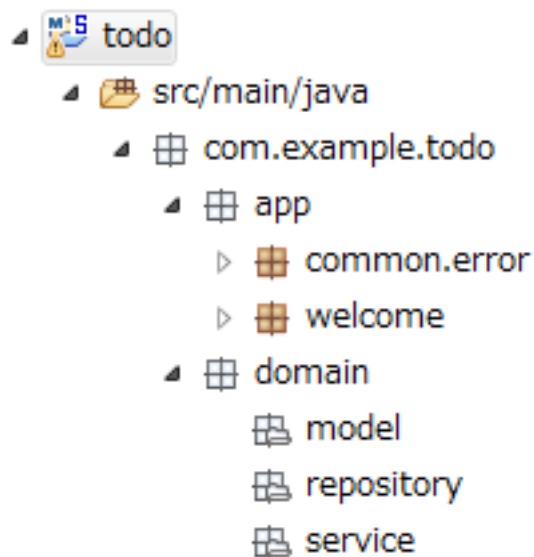 todo
src/main/java
com.example.todo
app
common.error
welcome
domain
model
repository
service